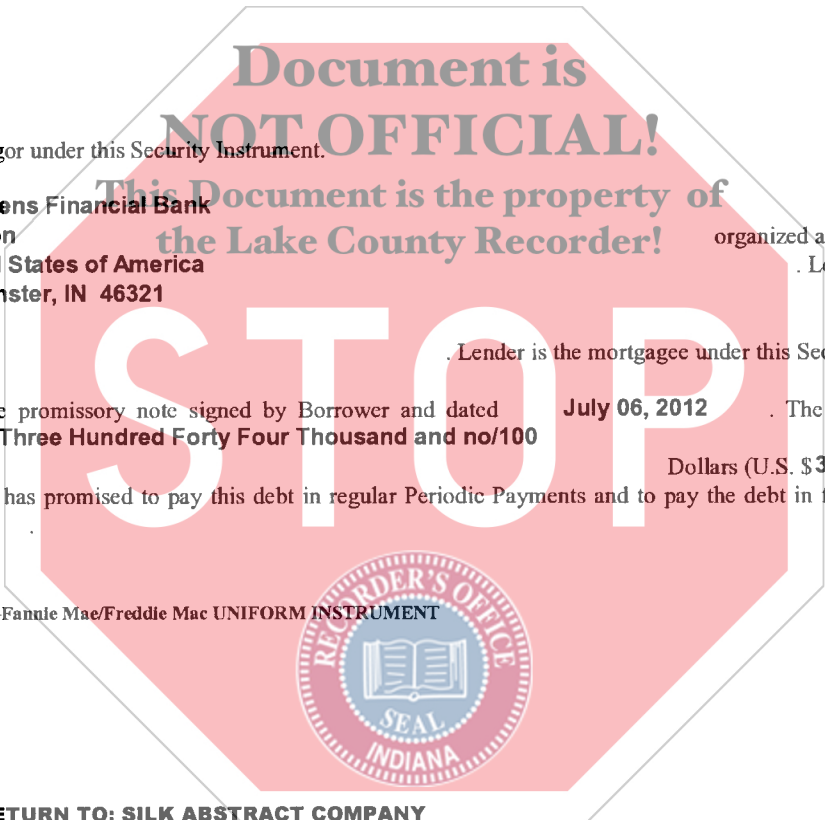 Document is
NOT OFFICIAL!
gor under this Security Instrument.
This Document is the property of
ens Financial Bank
the Lake County Recorder!
on organized a
States of America . Le
nster, IN 46321
STOP
. Lender is the mortgagee under this Sec
e promissory note signed by Borrower and dated July 06, 2012 . The
Three Hundred Forty Four Thousand and no/100
Dollars (U.S. $3
has promised to pay this debt in regular Periodic Payments and to pay the debt in f
.
-Fannie Mae/Freddie Mac UNIFORM INSTRUMENT
RECORDER'S OFFICE
SEAL
INDIANA
ETURN TO: SILK ABSTRACT COMPANY